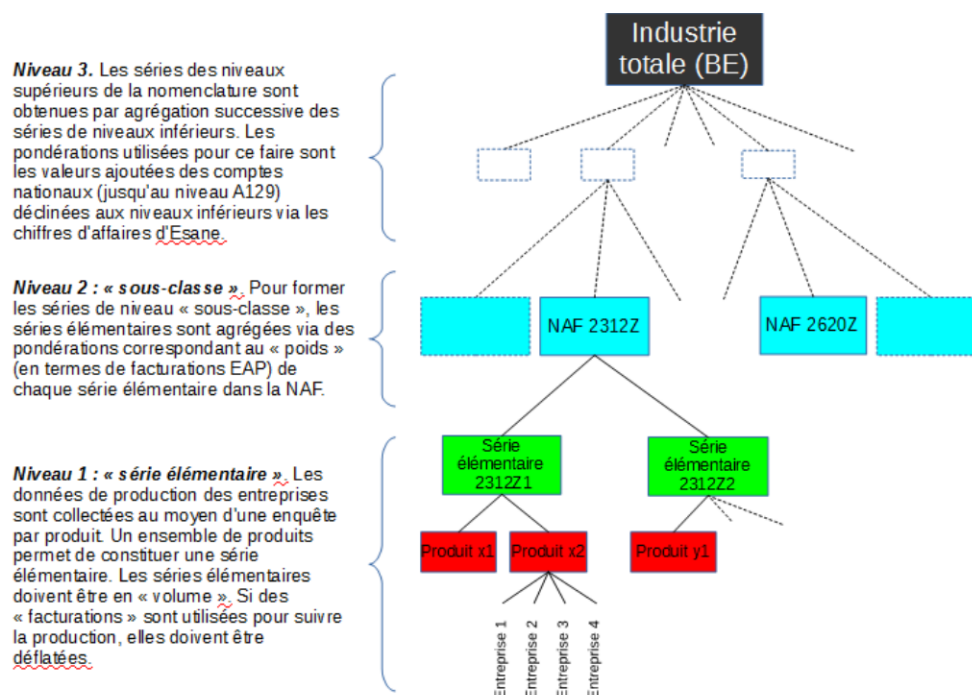 Industrie
totale (BE)
Niveau 3. Les séries des niveaux
supérieurs de la nomenclature sont
obtenues par agrégation successive des
séries de niveaux inférieurs. Les
pondérations utilisées pour ce faire sont
les valeurs ajoutées des comptes
nationaux (jusqu'au niveau A129)
déclinées aux niveaux inférieurs via les
chiffres d'affaires d'Esane.
Niveau 2 : « sous-classe ». Pour former
les séries de niveau « sous-classe », les
séries élémentaires sont agrégées via des
pondérations correspondant au « poids »
(en termes de facturations EAP) de
chaque série élémentaire dans la NAF.
NAF 2312Z
NAF 2620Z
Niveau 1 : « série élémentaire ». Les
données de production des entreprises
sont collectées au moyen d'une enquête
par produit. Un ensemble de produits
permet de constituer une série
élémentaire. Les séries élémentaires
doivent être en « volume ». Si des
« facturations » sont utilisées pour suivre
la production, elles doivent être
déflatées.
Série
élémentaire
2312Z1
Série
élémentaire
2312Z2
Produit x1
Produit x2
Produit y1
Entreprise 1
Entreprise 2
Entreprise 3
Entreprise 4